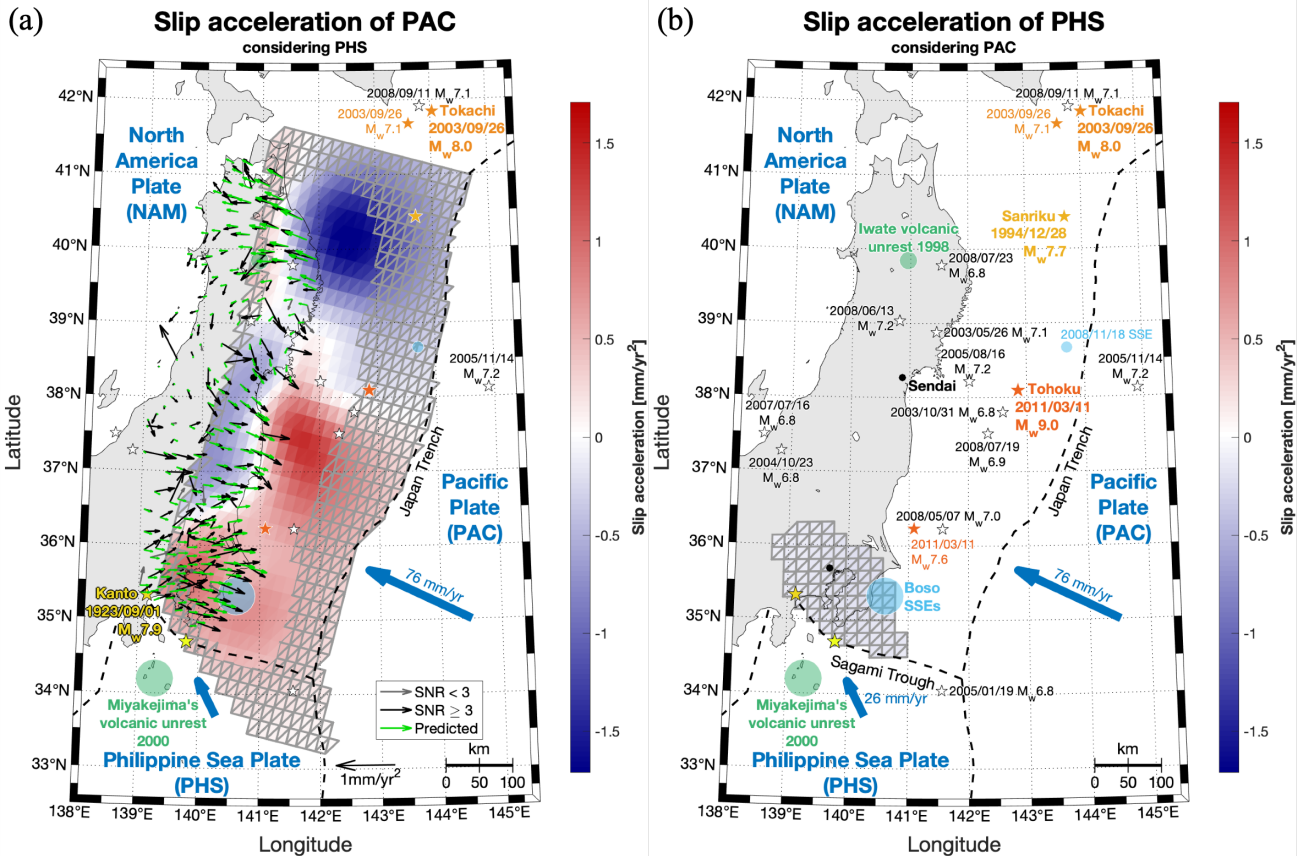 (a)
Slip acceleration of PAC
considering PHS
42°N
41°N
40°N
39°N
38°N
37°N
36°N
35°N
34°N
33°N
138°E
139°E
140°E
141°E
142°E
143°E
144°E
145°E
Latitude
Longitude
North
America
Plate
(NAM)
2008/09/11 Mw7.1
2003/09/26
Mw7.1
Tokachi
2003/09/26
Mw8.0
2005/11/14
Mw7.2
Japan Trench
Pacific
Plate
(PAC)
76 mm/yr
Kanto
1923/09/01
Mw7.9
Miyakejima's
volcanic unrest
2000
Philippine Sea Plate
(PHS)
SNR < 3
SNR ≥ 3
Predicted
1mm/yr²
km
0 50 100
1.5
1
0.5
0
-0.5
-1
-1.5
Slip acceleration [mm/yr²]
(b)
Slip acceleration of PHS
considering PAC
42°N
41°N
40°N
39°N
38°N
37°N
36°N
35°N
34°N
33°N
138°E
139°E
140°E
141°E
142°E
143°E
144°E
145°E
Latitude
Longitude
North
America
Plate
(NAM)
2008/09/11 Mw7.1
2003/09/26
Mw7.1
Tokachi
2003/09/26
Mw8.0
Sanriku
1994/12/28
Mw7.7
Iwate volcanic
unrest 1998
2008/07/23
Mw6.8
2008/06/13
Mw7.2
2003/05/26 Mw7.1
2008/11/18 SSE
2005/08/16
Mw7.2
2005/11/14
Mw7.2
Sendai
Tohoku
2011/03/11
Mw9.0
2003/10/31 Mw6.8
2007/07/16
Mw6.8
2008/07/19
Mw6.9
2004/10/23
Mw6.8
Japan Trench
Pacific
Plate
(PAC)
2008/05/07 Mw7.0
2011/03/11
Mw7.6
76 mm/yr
Boso
SSEs
Sagami Trough
26 mm/yr
2005/01/19 Mw6.8
Miyakejima's
volcanic unrest
2000
Philippine Sea Plate
(PHS)
km
0 50 100
1.5
1
0.5
0
-0.5
-1
-1.5
Slip acceleration [mm/yr²]